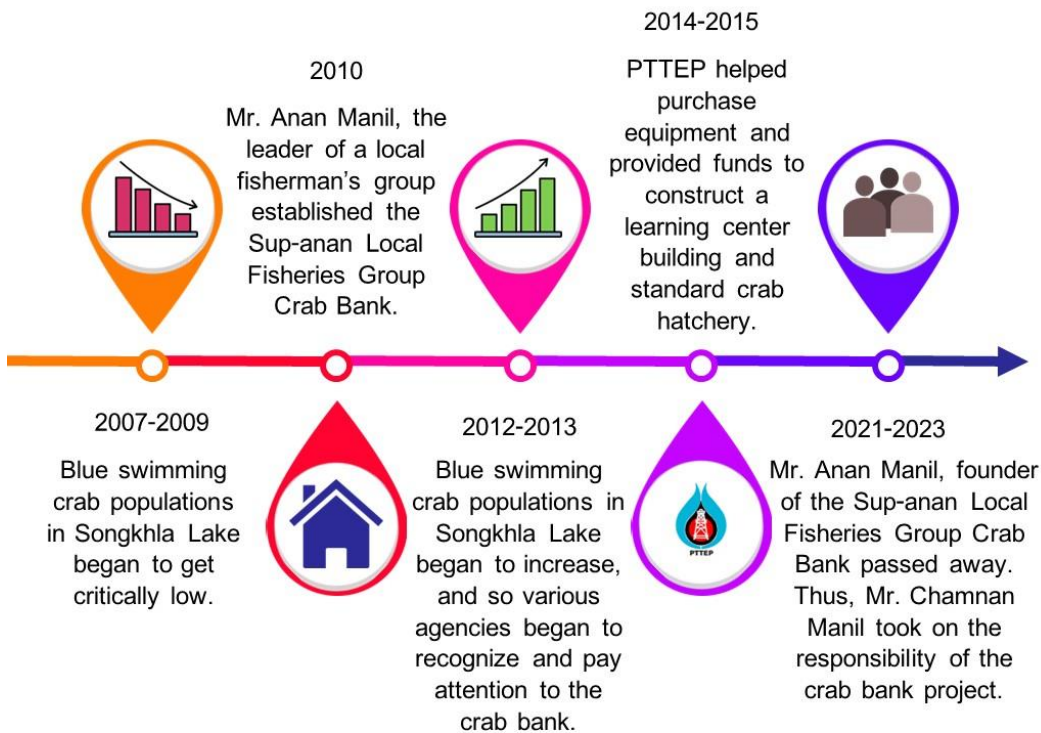 2007-2009
Blue swimming
crab populations
in Songkhla Lake
began to get
critically low.
2010
Mr. Anan Manil, the
leader of a local
fisherman's group
established the
Sup-anan Local
Fisheries Group
Crab Bank.
2012-2013
Blue swimming
crab populations in
Songkhla Lake
began to increase,
and so various
agencies began to
recognize and pay
attention to the
crab bank.
2014-2015
PTTEP helped
purchase
equipment and
provided funds to
construct a
learning center
building and
standard crab
hatchery.
PTTEP
2021-2023
Mr. Anan Manil, founder
of the Sup-anan Local
Fisheries Group Crab
Bank passed away.
Thus, Mr. Chamnan
Manil took on the
responsibility of the
crab bank project.